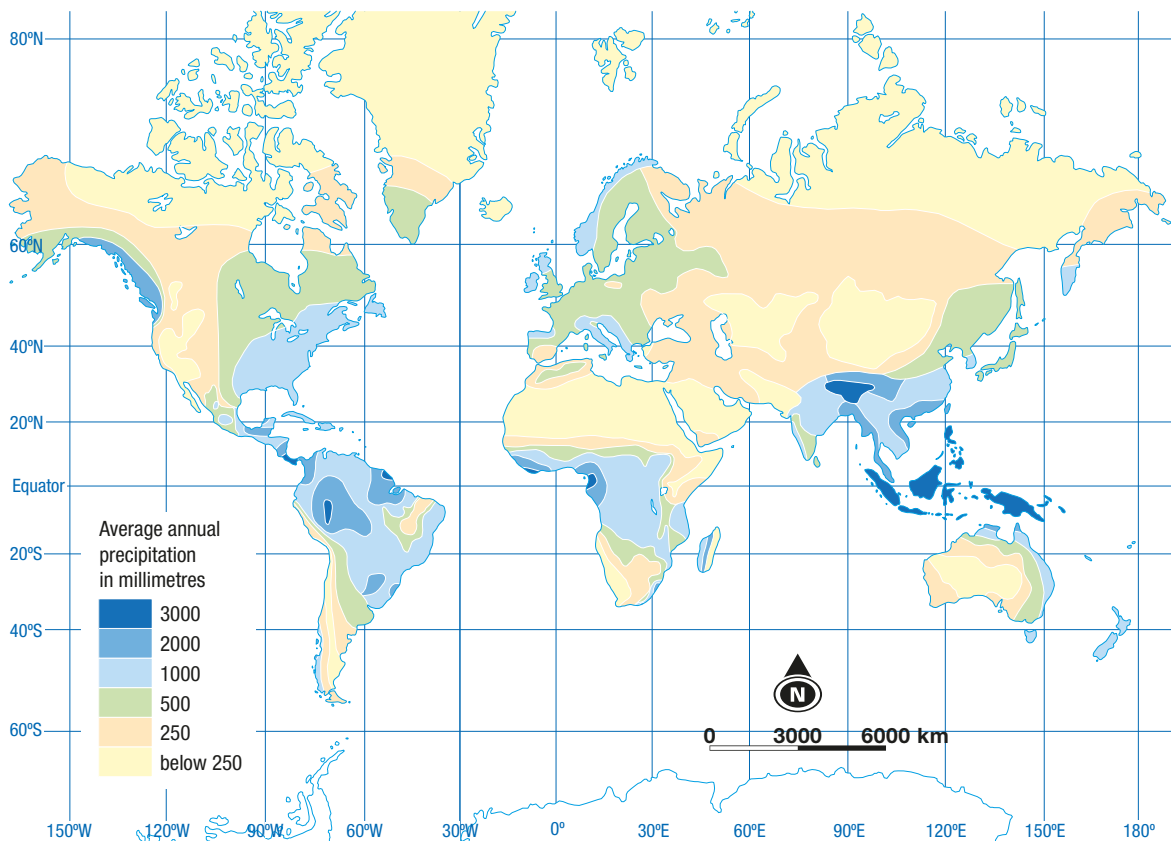 80ºN
60ºN
40ºN
20ºN
Equator
20ºS
40ºS
60ºS
Average annual
precipitation
in millimetres
3000
2000
1000
500
250
below 250
N
0 3000 6000 km
150ºW 120ºW 90ºW 60ºW 30ºW 0º 30ºE 60ºE 90ºE 120ºE 150ºE 180º